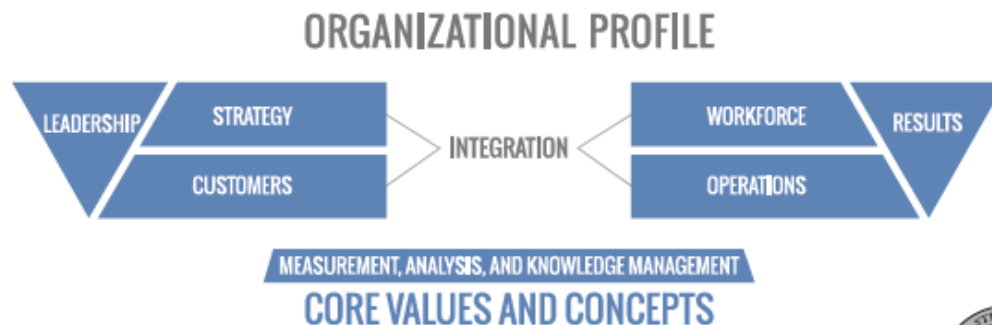 ORGANIZATIONAL PROFILE
LEADERSHIP
STRATEGY
CUSTOMERS
INTEGRATION
WORKFORCE
OPERATIONS
RESULTS
MEASUREMENT, ANALYSIS, AND KNOWLEDGE MANAGEMENT
CORE VALUES AND CONCEPTS